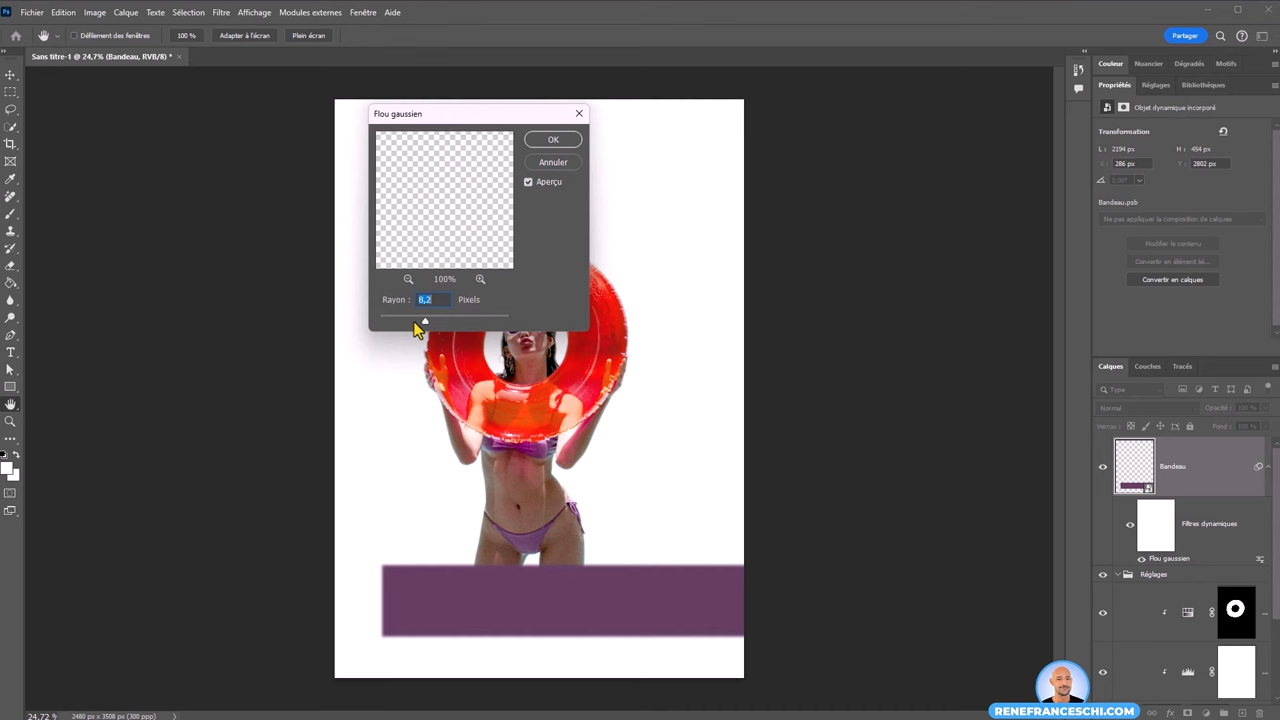 Ps Fichier Edition Image Calque Texte Sélection Filtre Affichage Modules externes Fenêtre Aide
Défilement des fenêtres 100 % Adapter à l'écran Plein écran Partager
Sans titre-1 @ 24,7% (Bandeau, RVB/8) * ×
Couleur Nuancier Dégradés Motifs
Propriétés Réglages Bibliothèques
Objet dynamique incorporé
Flou gaussien
OK
Annuler
Aperçu
100%
Rayon : 8,2 Pixels
Transformation
L : 2194 px H : 454 px
X : 286 px Y : 2802 px
0,00°
Bandeau.psb
Ne pas appliquer la composition de calques
Modifier le contenu
Convertir en élément lié...
Convertir en calques
Calques Couches Tracés
Type
Normal Opacité : 100 %
Verrou : Fond : 100 %
Bandeau
Filtres dynamiques
Flou gaussien
Réglages
24,72 % 2480 px x 3508 px (300 ppp)
RENEFRANCESCHI.COM